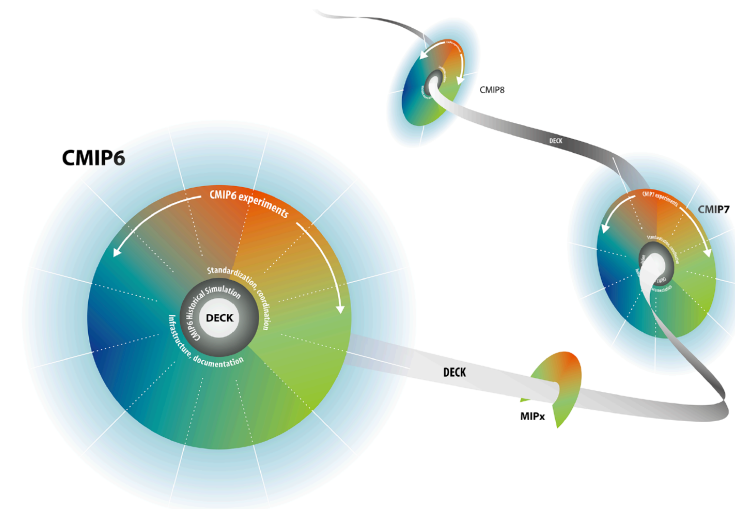 CMIP6
CMIP6 experiments
Standardization, coordination
CMIP6 Historical Simulation
DECK
Infrastructure, documentation
DECK
MIPx
CMIP7
CMIP7 experiments
DECK
CMIP8